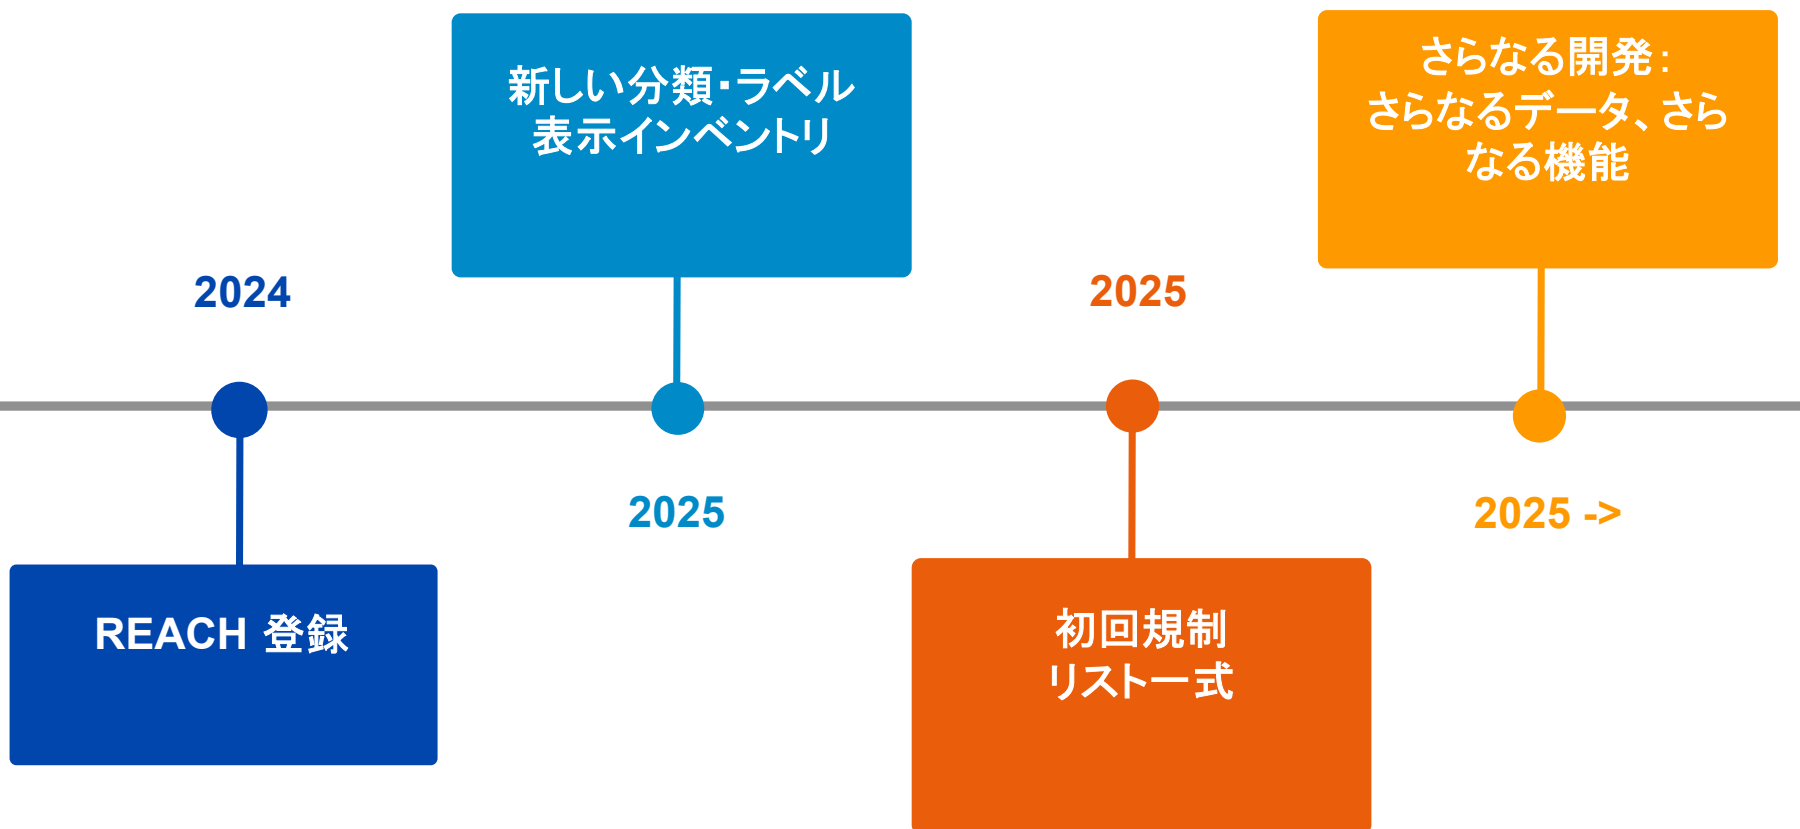 2024
REACH 登録
新しい分類・ラベル
表示インベントリ
2025
2025
初回規制
リスト一式
さらなる開発：
さらなるデータ、さら
なる機能
2025 ->